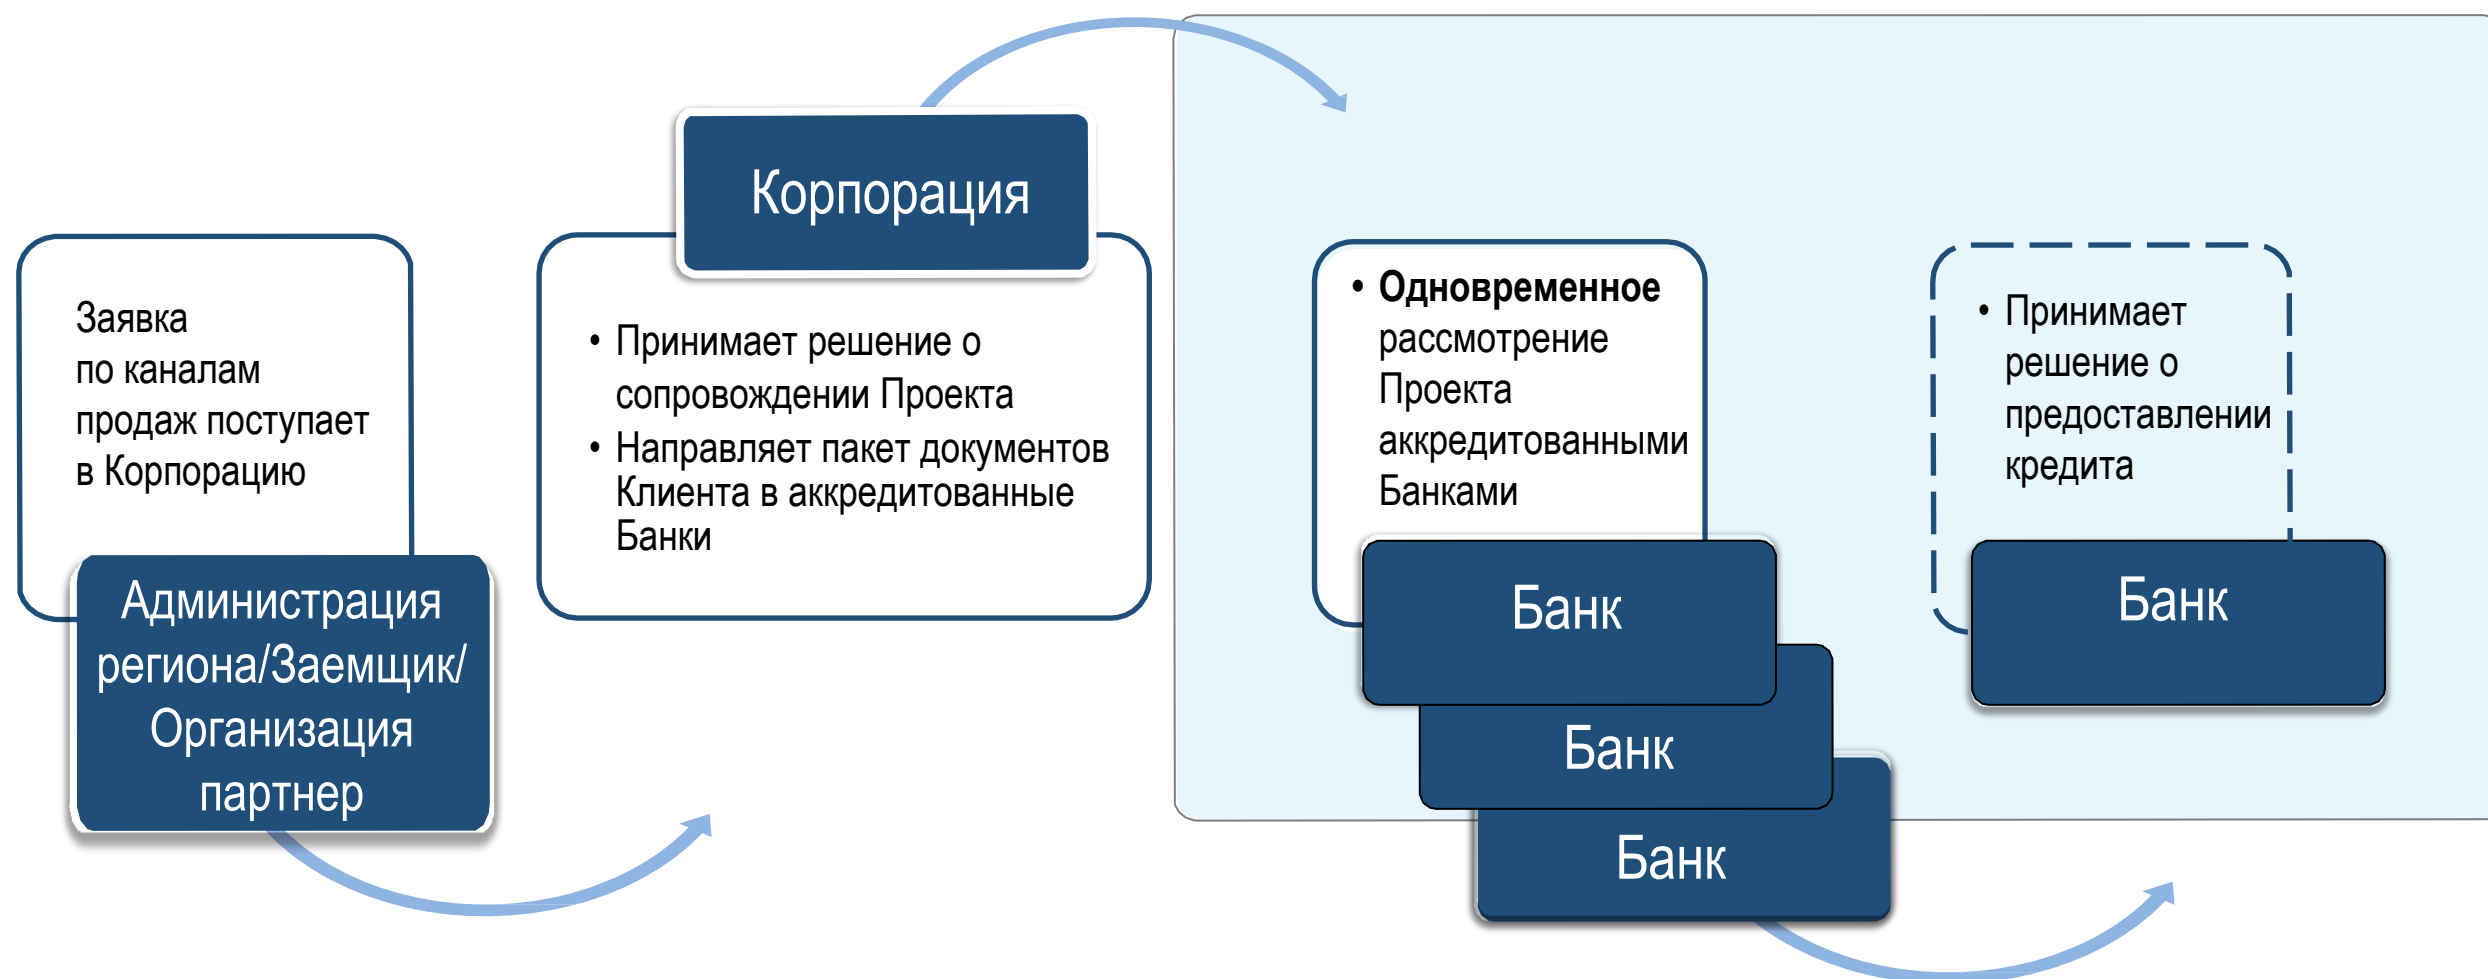 Заявка
по каналам
продаж поступает
в Корпорацию
Администрация
региона/Заемщик/
Организация
партнер
Корпорация
• Принимает решение о
сопровождении Проекта
• Направляет пакет документов
Клиента в аккредитованные
Банки
• Одновременное
рассмотрение
Проекта
аккредитованными
Банками
Банк
Банк
Банк
• Принимает
решение о
предоставлении
кредита
Банк